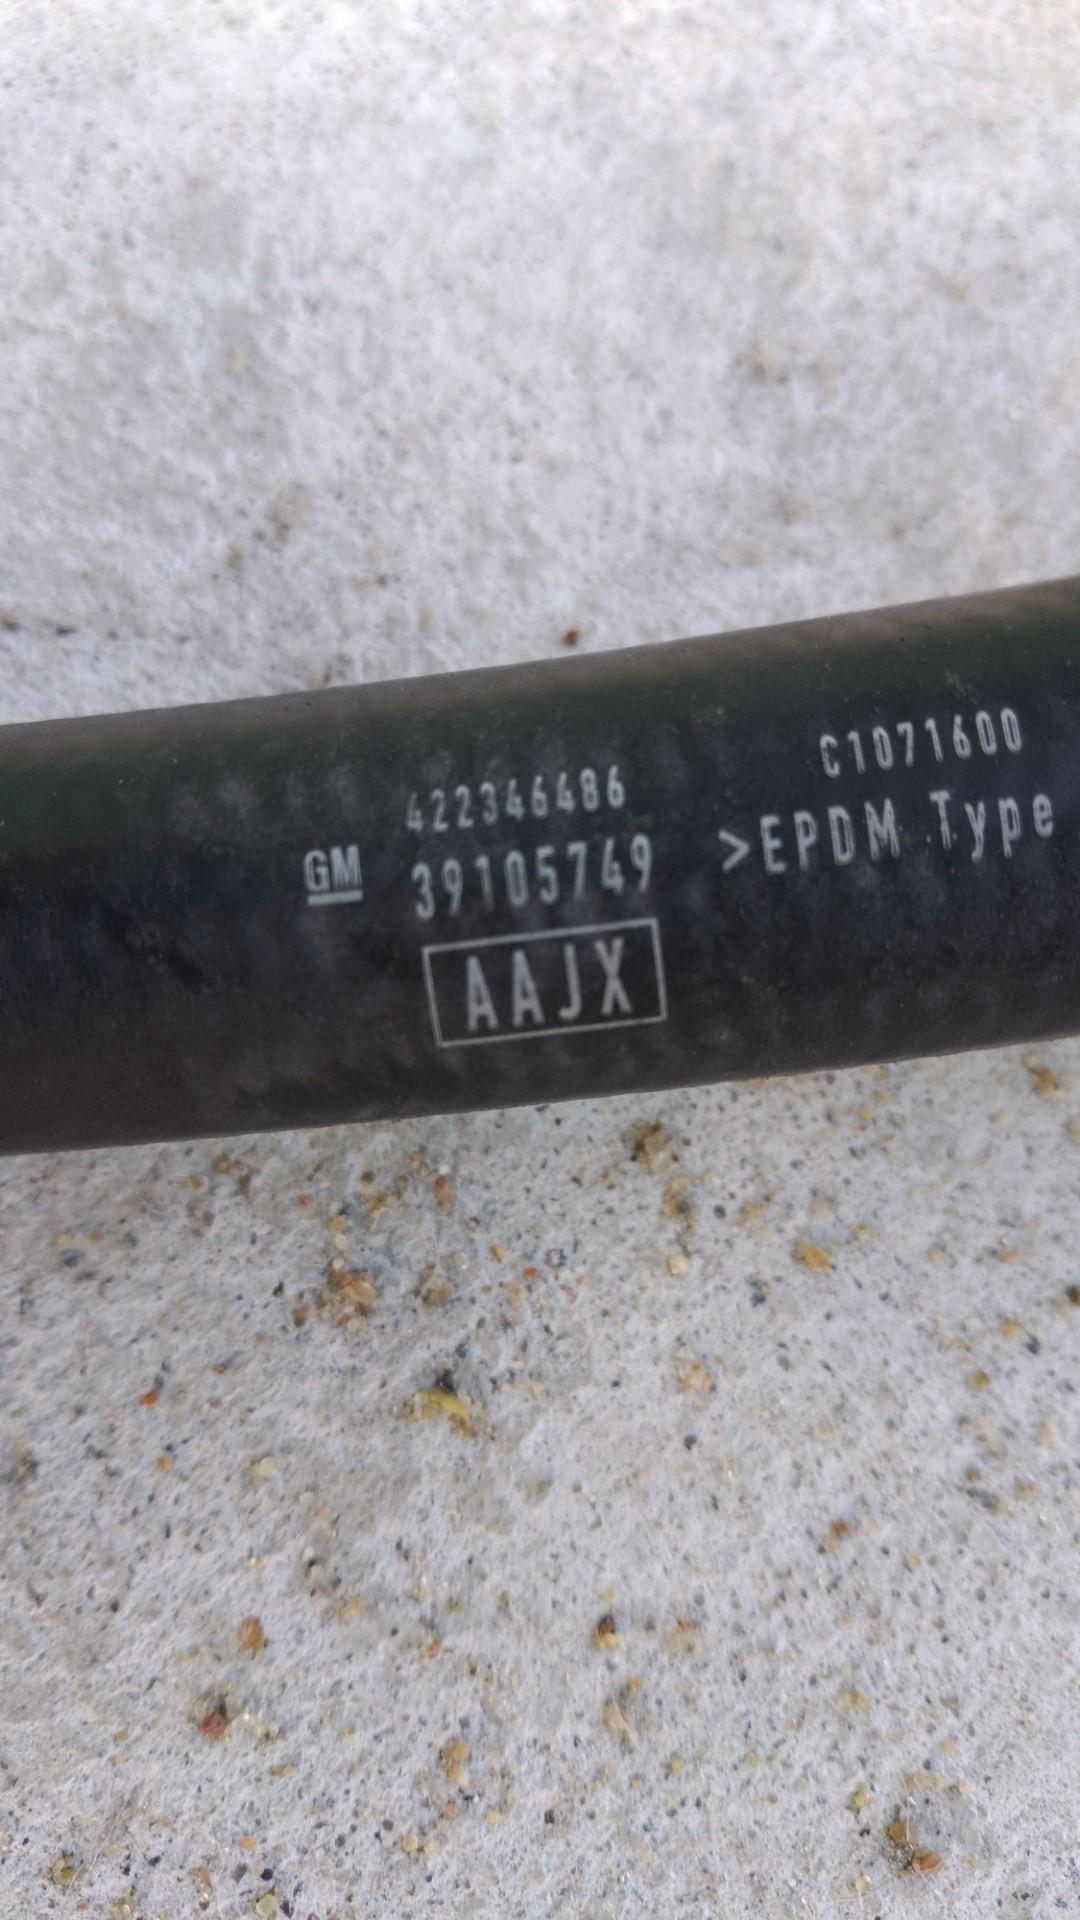 422346486
GM 39105749
AAJX
C1071600
>EPDM Type